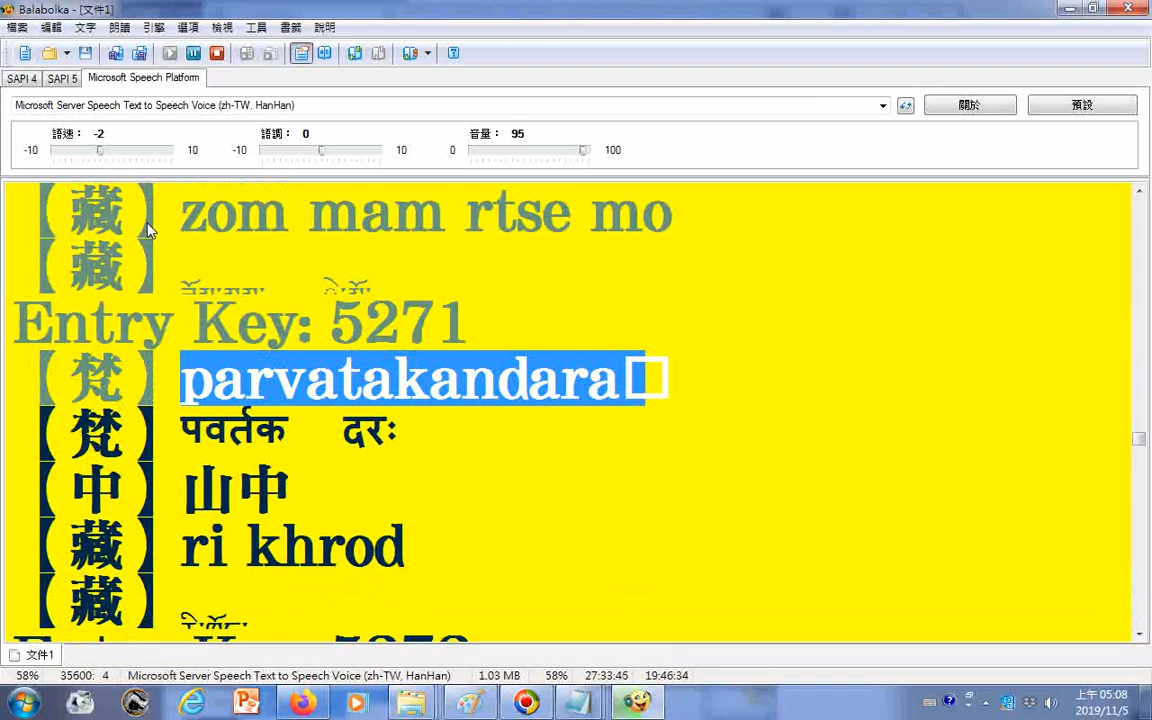 Balabolka - [文件1]
檔案 編輯 文字 朗讀 引擎 選項 檢視 工具 書籤 說明
SAPI 4 SAPI 5 Microsoft Speech Platform
Microsoft Server Speech Text to Speech Voice (zh-TW, HanHan) 關於 預設
語速： -2 語調： 0 音量： 95
-10 10 -10 10 0 100
【藏】 zom mam rtse mo
【藏】
Entry Key: 5271
【梵】 parvatakandara□
【梵】 पवर्तक दरः
【中】 山中
【藏】 ri khrod
【藏】
文件1
58% 35600: 4 Microsoft Server Speech Text to Speech Voice (zh-TW, HanHan) 1.03 MB 58% 27:33:45 19:46:34
上午 05:08
2019/11/5